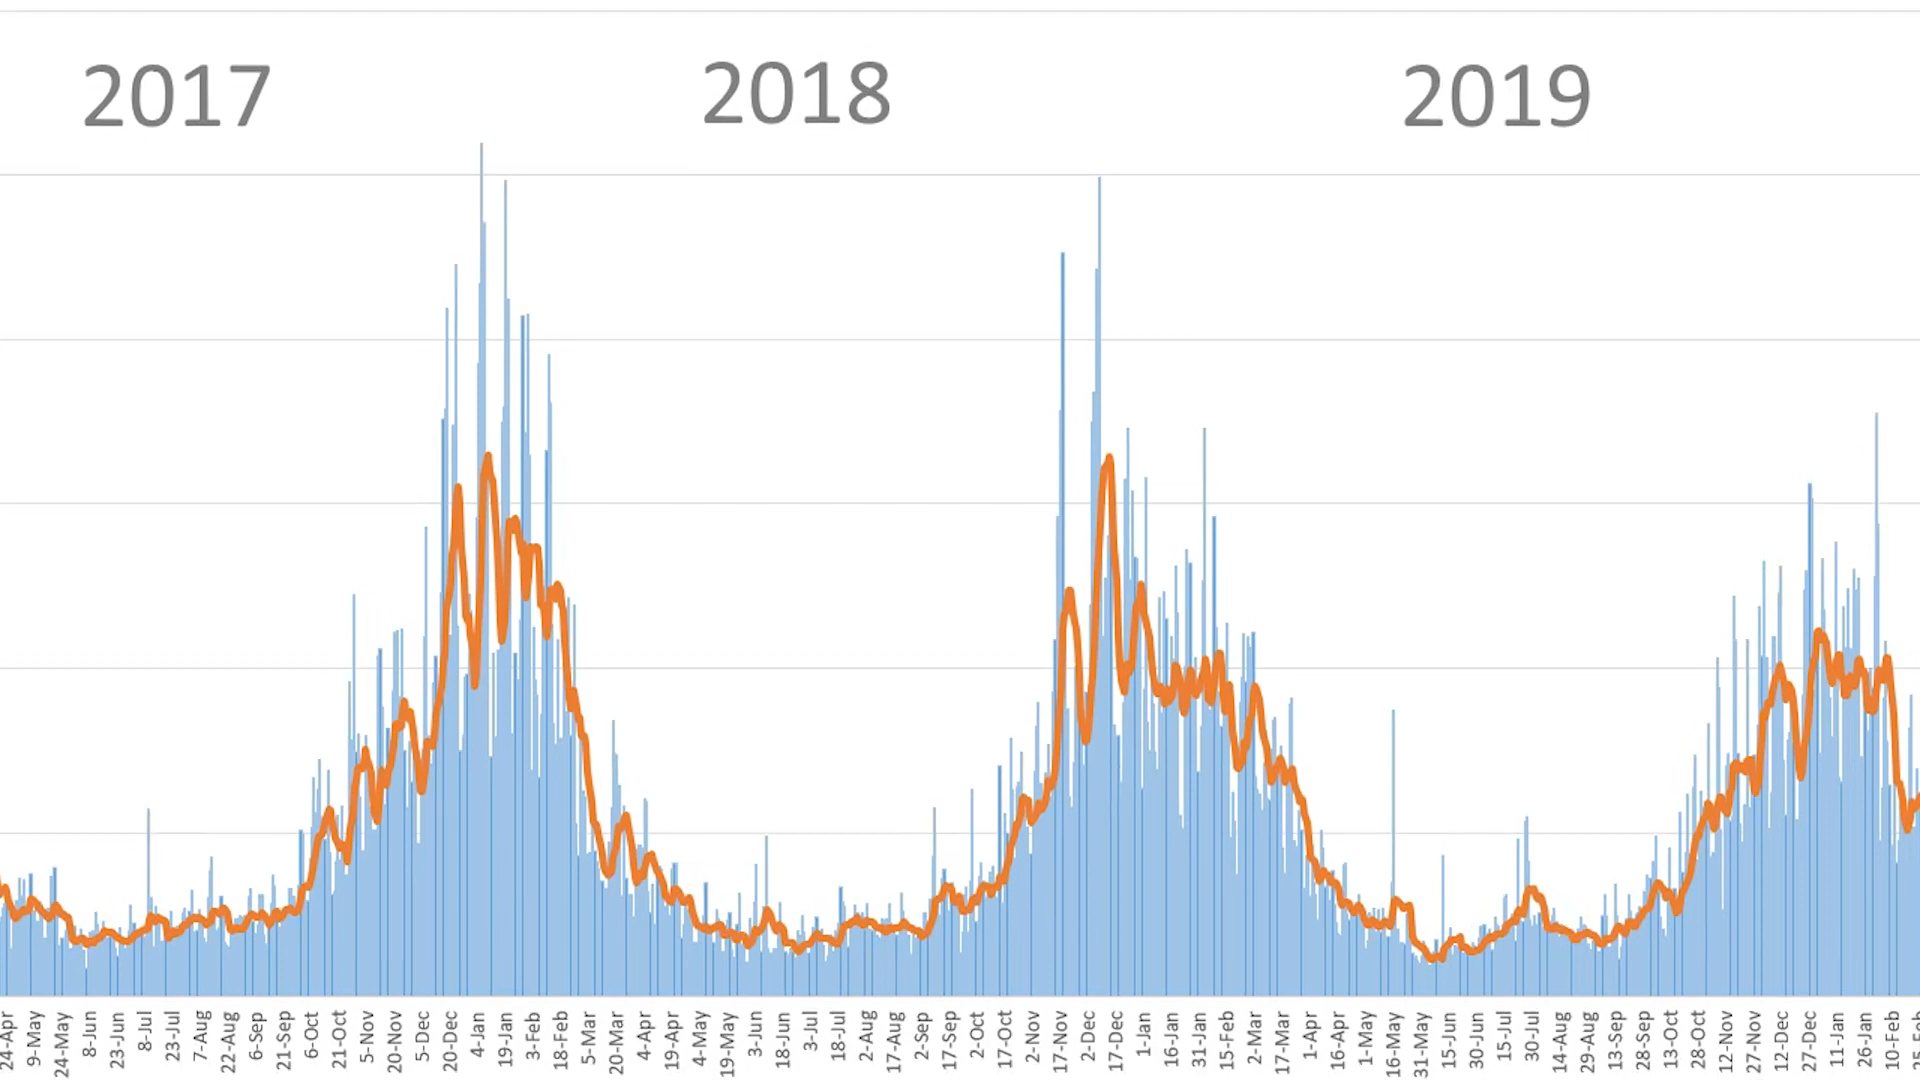 2017 2018 2019
24-Apr 9-May 24-May 8-Jun 23-Jun 8-Jul 23-Jul 7-Aug 22-Aug 6-Sep 21-Sep 6-Oct 21-Oct 5-Nov 20-Nov 5-Dec 20-Dec 4-Jan 19-Jan 3-Feb 18-Feb 5-Mar 20-Mar 4-Apr 19-Apr 4-May 19-May 3-Jun 18-Jun 3-Jul 18-Jul 2-Aug 17-Aug 2-Sep 17-Sep 2-Oct 17-Oct 2-Nov 17-Nov 2-Dec 17-Dec 1-Jan 16-Jan 31-Jan 15-Feb 2-Mar 17-Mar 1-Apr 16-Apr 1-May 16-May 31-May 15-Jun 30-Jun 15-Jul 30-Jul 14-Aug 29-Aug 13-Sep 28-Sep 13-Oct 28-Oct 12-Nov 27-Nov 12-Dec 27-Dec 11-Jan 26-Jan 10-Feb